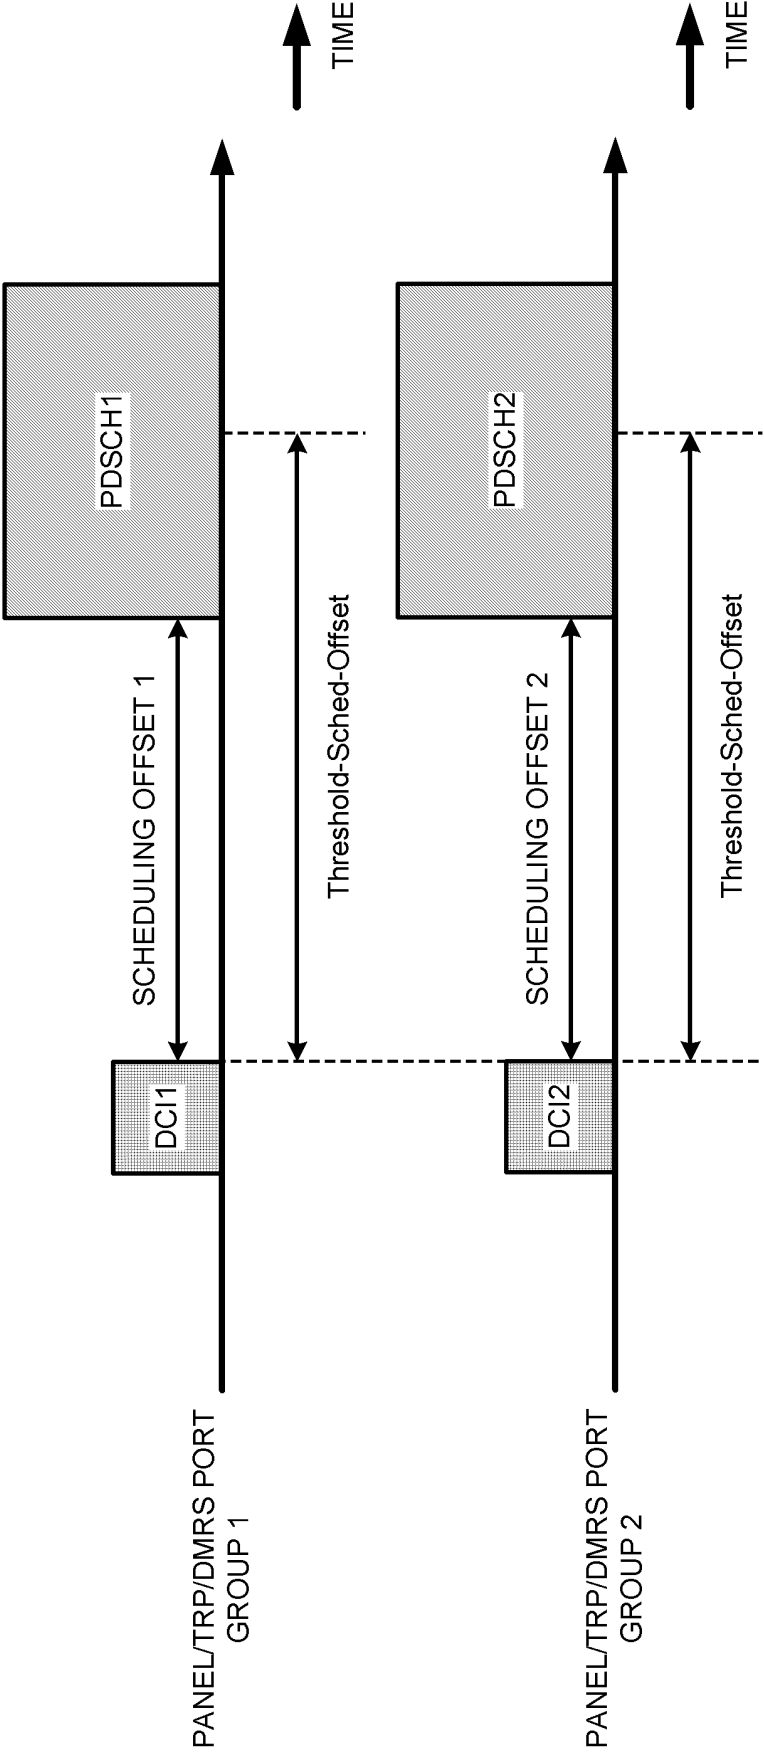 PANEL/TRP/DMRS PORT
GROUP 1
DCI1
SCHEDULING OFFSET 1
PDSCH1
Threshold-Sched-Offset
TIME
PANEL/TRP/DMRS PORT
GROUP 2
DCI2
SCHEDULING OFFSET 2
PDSCH2
Threshold-Sched-Offset
TIME